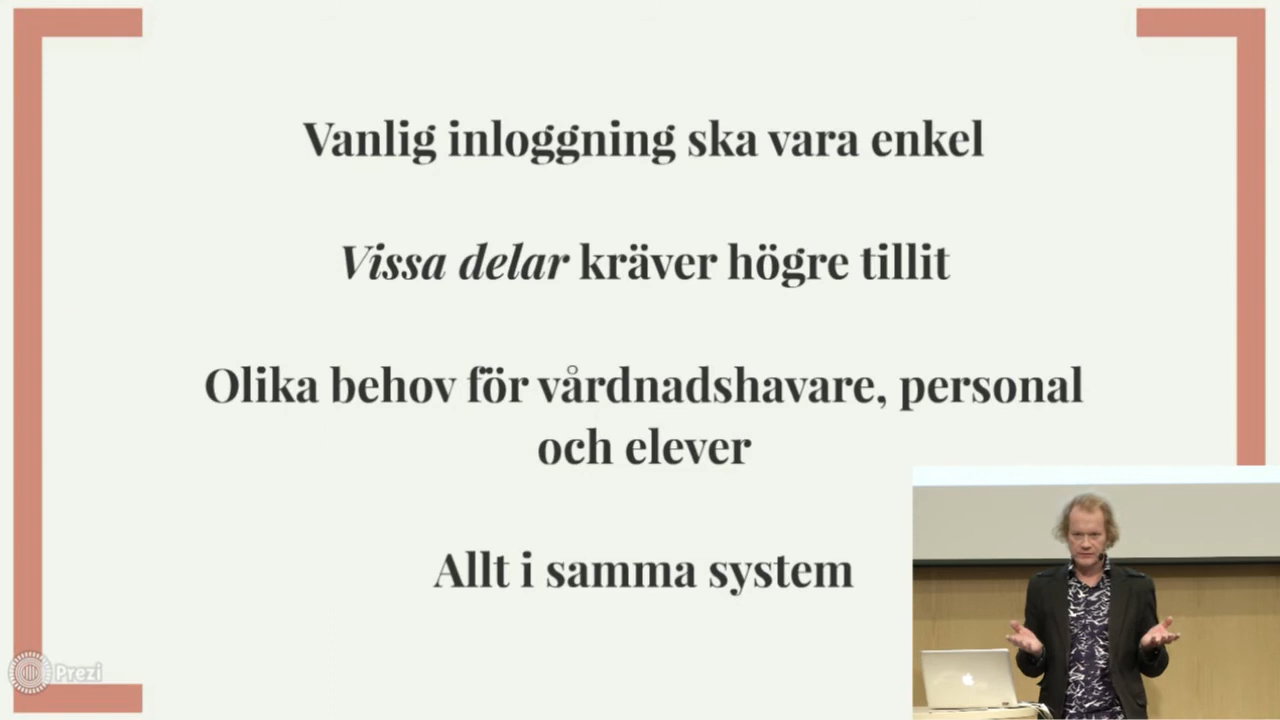 Vanlig inloggning ska vara enkel
Vissa delar kräver högre tillit
Olika behov för vårdnadshavare, personal
och elever
Allt i samma system
Prezi